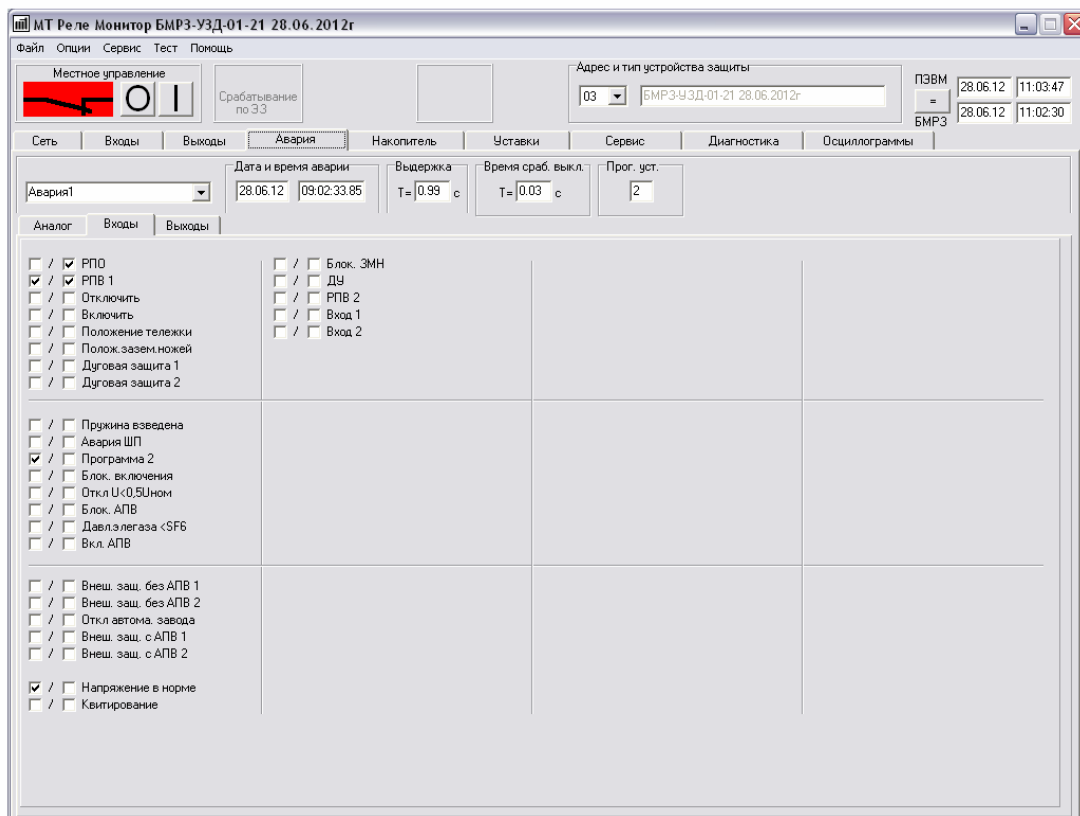 МТ Реле Монитор БМРЗ-УЗД-01-21 28.06.2012г
Файл Опции Сервис Тест Помощь
Местное управление
O I
Срабатывание
по ЭЗ
Адрес и тип устройства защиты
03 БМРЗ-УЗД-01-21 28.06.2012г
ПЭВМ 28.06.12 11:03:47
=
БМРЗ 28.06.12 11:02:30
Сеть Входы Выходы Авария Накопитель Уставки Сервис Диагностика Осциллограммы
Авария1
Дата и время аварии
28.06.12 09:02:33.85
Выдержка
T= 0.99 с
Время сраб. выкл.
T= 0.03 с
Прог. уст.
2
Аналог Входы Выходы
/ РПО
/ РПВ 1
/ Отключить
/ Включить
/ Положение тележки
/ Полож.зазем.ножей
/ Дуговая защита 1
/ Дуговая защита 2
/ Блок. ЗМН
/ ДУ
/ РПВ 2
/ Вход 1
/ Вход 2
/ Пружина взведена
/ Авария ШП
/ Программа 2
/ Блок. включения
/ Откл U<0,5Uном
/ Блок. АПВ
/ Давл.элегаза <SF6
/ Вкл. АПВ
/ Внеш. защ. без АПВ 1
/ Внеш. защ. без АПВ 2
/ Откл автома. завода
/ Внеш. защ. с АПВ 1
/ Внеш. защ. с АПВ 2
/ Напряжение в норме
/ Квитирование